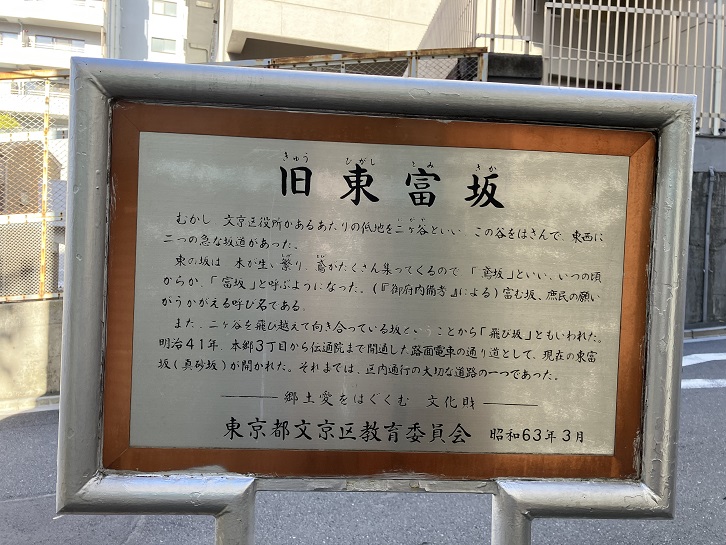 きゅう ひがし とみ さか
旧東富坂
むかし 文京区役所があるあたりの低地を二ヶ谷といい この谷をはさんで、東西に
二つの急な坂道があった。
東の坂は 木が生い繁り 鳶がたくさん集ってくるので「鳶坂」といい、いつの頃
からか、「富坂」と呼ぶようになった。(『御府内備考』による) 富む坂、庶民の願い
がうかがえる呼び名である。
また、二ヶ谷を飛び越えて向き合っている坂ということから「飛び坂」ともいわれた。
明治41年、本郷3丁目から伝通院まで開通した路面電車の通り道として、現在の東富
坂(真砂坂)が開かれた。それまでは、区内通行の大切な道路の一つであった。
郷土愛をはぐくむ 文化財
東京都文京区教育委員会 昭和63年3月